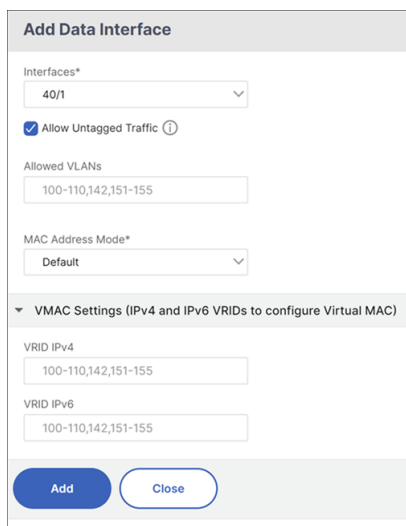 Add Data Interface
Interfaces*
40/1
Allow Untagged Traffic
Allowed VLANs
100-110,142,151-155
MAC Address Mode*
Default
VMAC Settings (IPv4 and IPv6 VRIDs to configure Virtual MAC)
VRID IPv4
100-110,142,151-155
VRID IPv6
100-110,142,151-155
Add Close